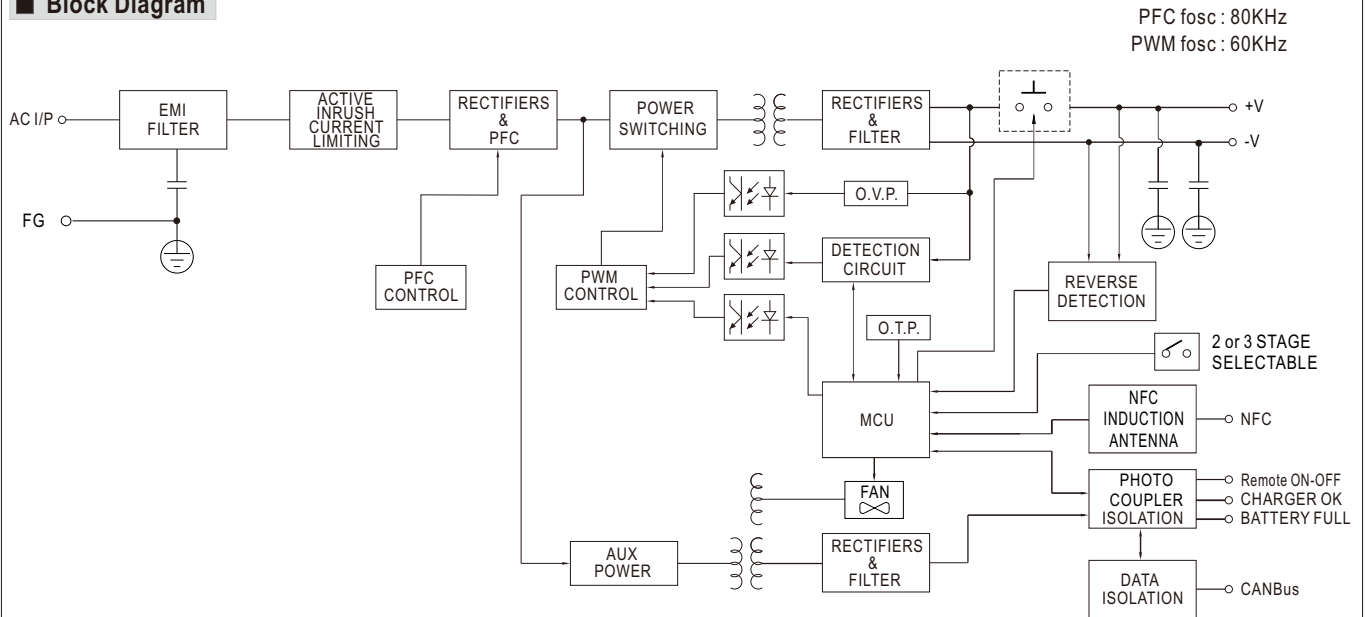 ■ Block Diagram
PFC fosc : 80KHz
PWM fosc : 60KHz
AC I/P
EMI
FILTER
ACTIVE
INRUSH
CURRENT
LIMITING
RECTIFIERS
&
PFC
POWER
SWITCHING
RECTIFIERS
&
FILTER
+V
-V
FG
O.V.P.
PFC
CONTROL
PWM
CONTROL
DETECTION
CIRCUIT
REVERSE
DETECTION
O.T.P.
2 or 3 STAGE
SELECTABLE
MCU
NFC
INDUCTION
ANTENNA
NFC
FAN
PHOTO
COUPLER
ISOLATION
Remote ON-OFF
CHARGER OK
BATTERY FULL
AUX
POWER
RECTIFIERS
&
FILTER
DATA
ISOLATION
CANBus